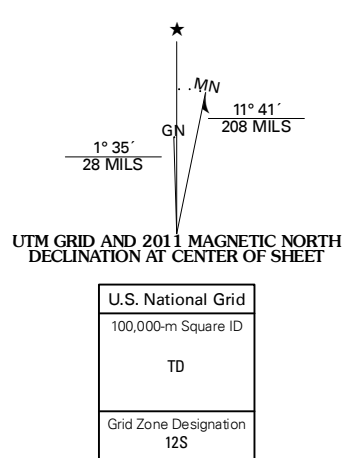 ★
MN
11° 41´
208 MILS
GN
1° 35´
28 MILS
UTM GRID AND 2011 MAGNETIC NORTH
DECLINATION AT CENTER OF SHEET
U.S. National Grid
100,000-m Square ID
TD
Grid Zone Designation
12S